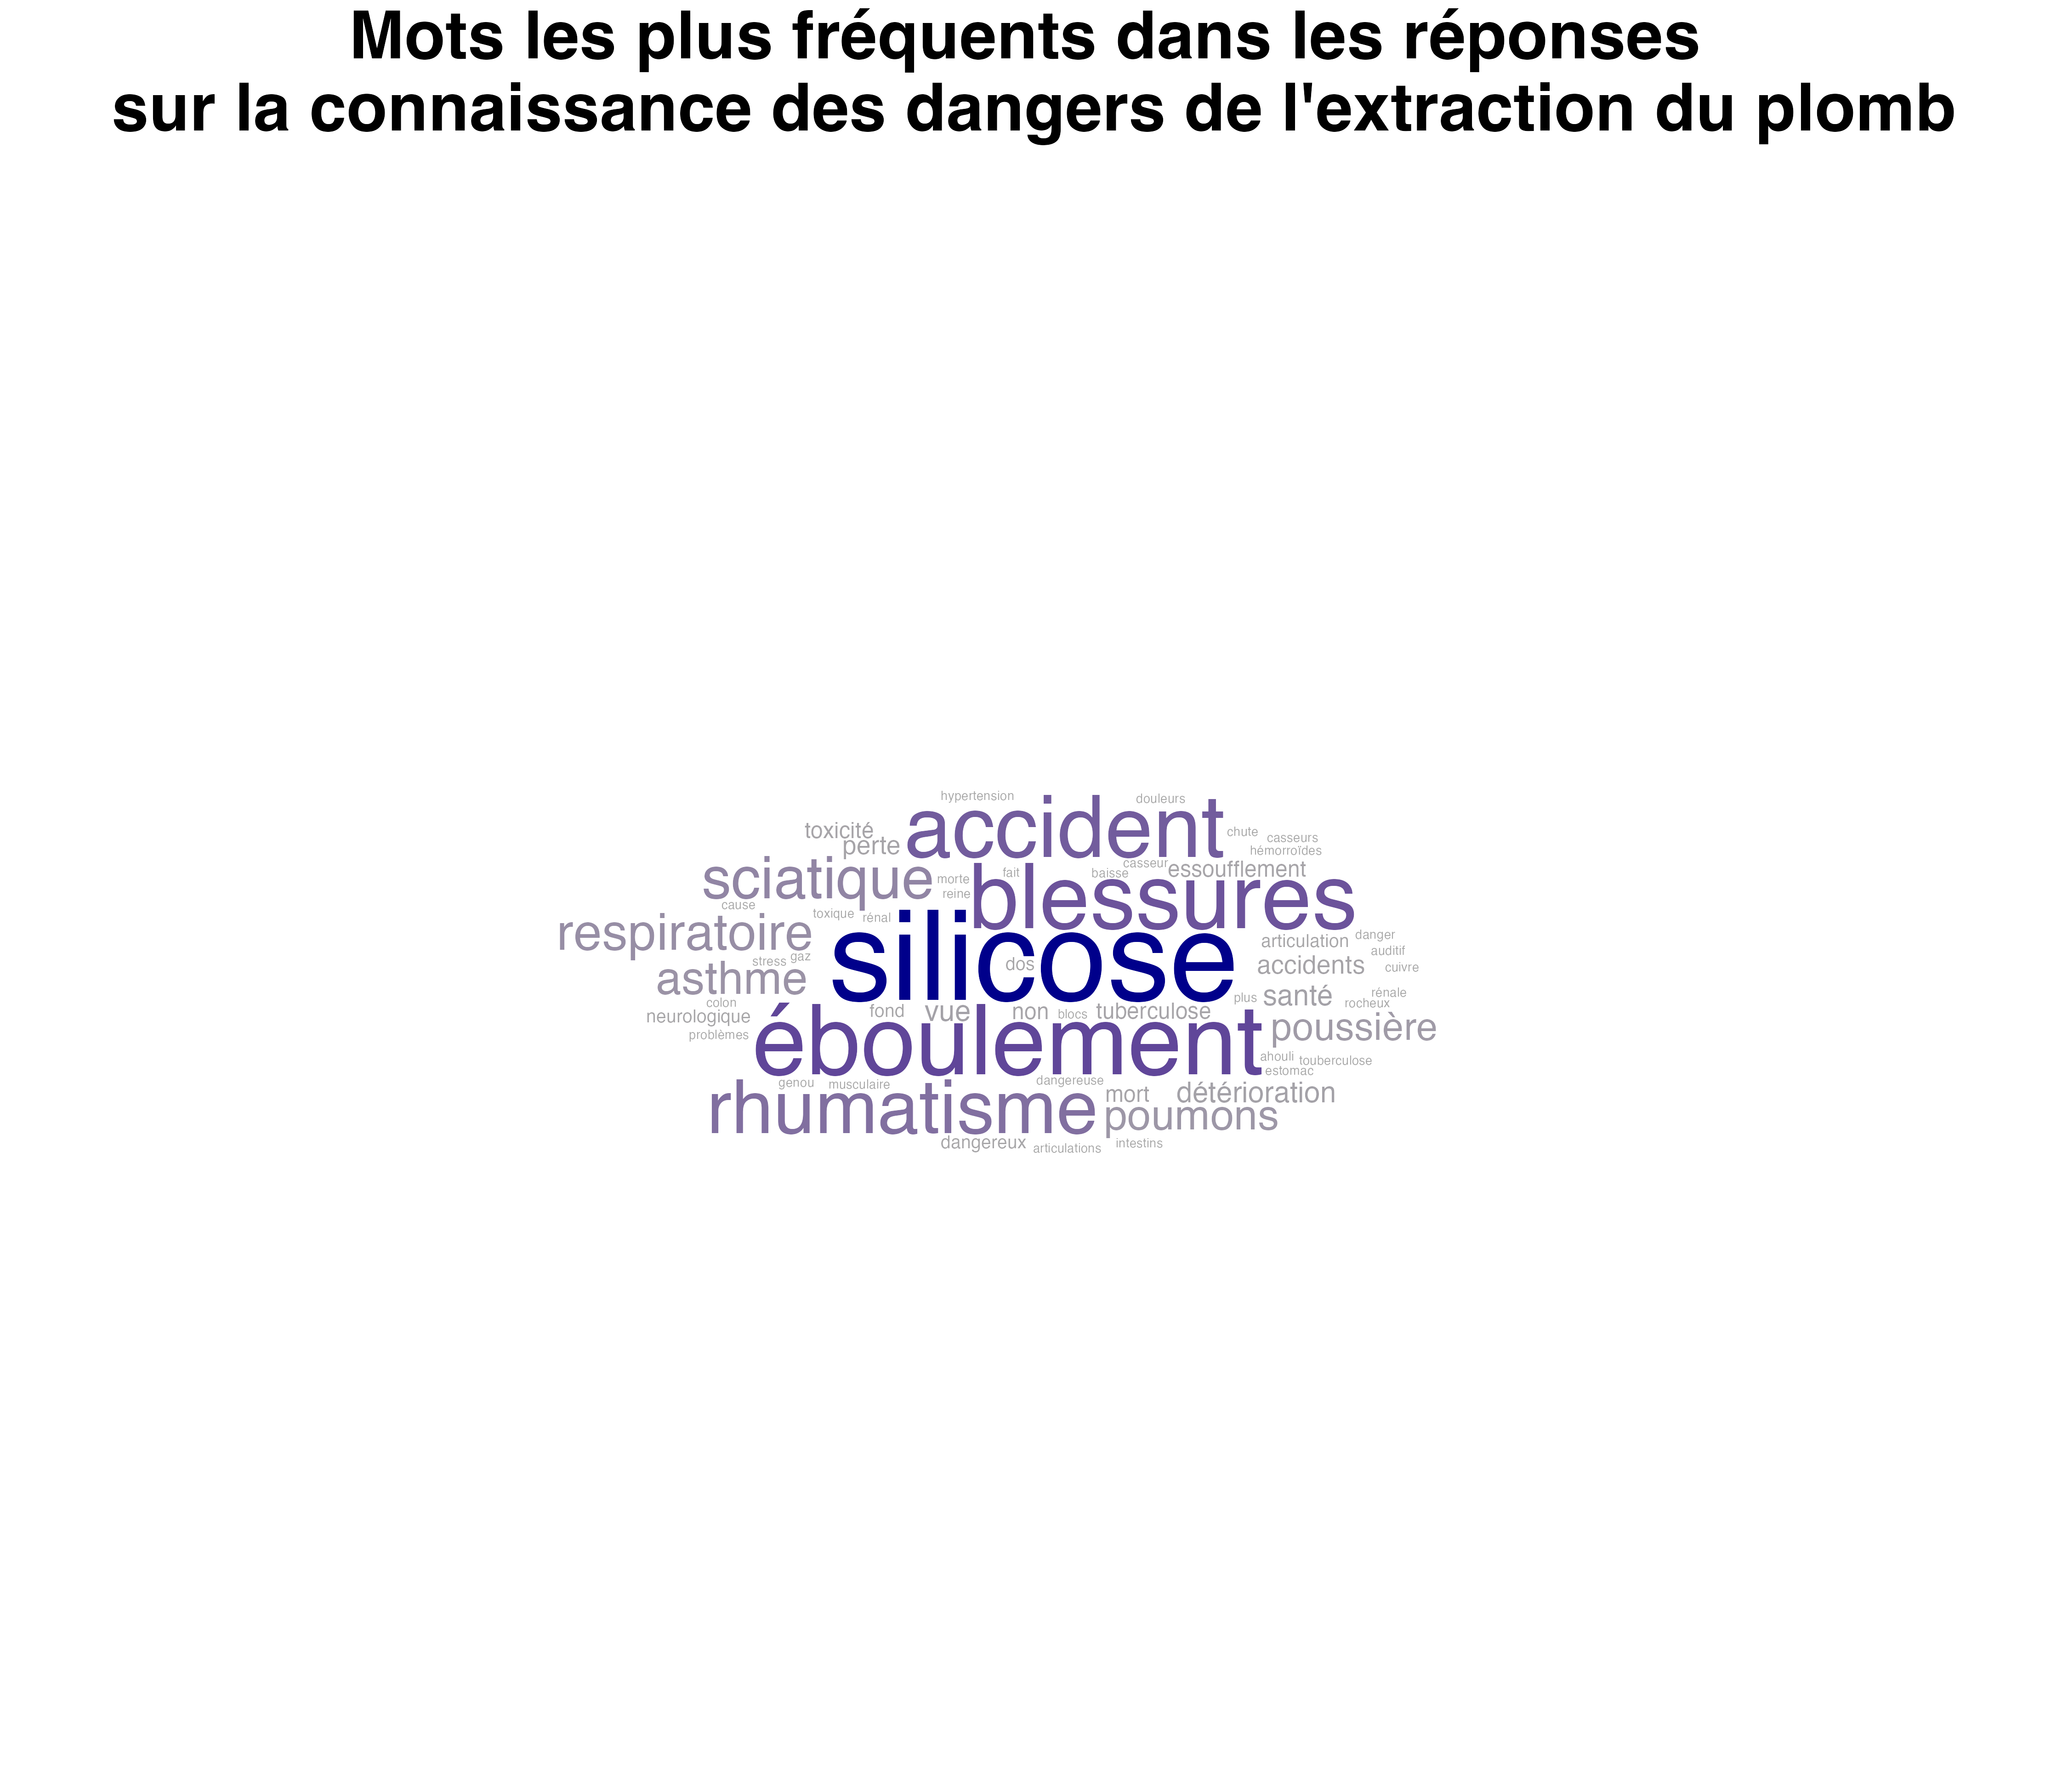 Mots les plus fréquents dans les réponses
sur la connaissance des dangers de l'extraction du plomb
hypertension
douleurs
accident
toxicité
chute
casseurs
perte
hémorroïdes
sciatique
casseur
essoufflement
morte
fait
baisse
blessures
reine
cause
toxique
rénal
respiratoire
silicose
articulation
danger
auditif
stress
gaz
asthme
dos
accidents
cuivre
colon
plus
santé
rénale
rocheux
neurologique
fond
vue
non
blocs
tuberculose
problèmes
éboulement
poussière
ahouli
touberculose
estomac
genou
musculaire
dangereuse
rhumatisme
mort
détérioration
poumons
dangereux
articulations
intestins